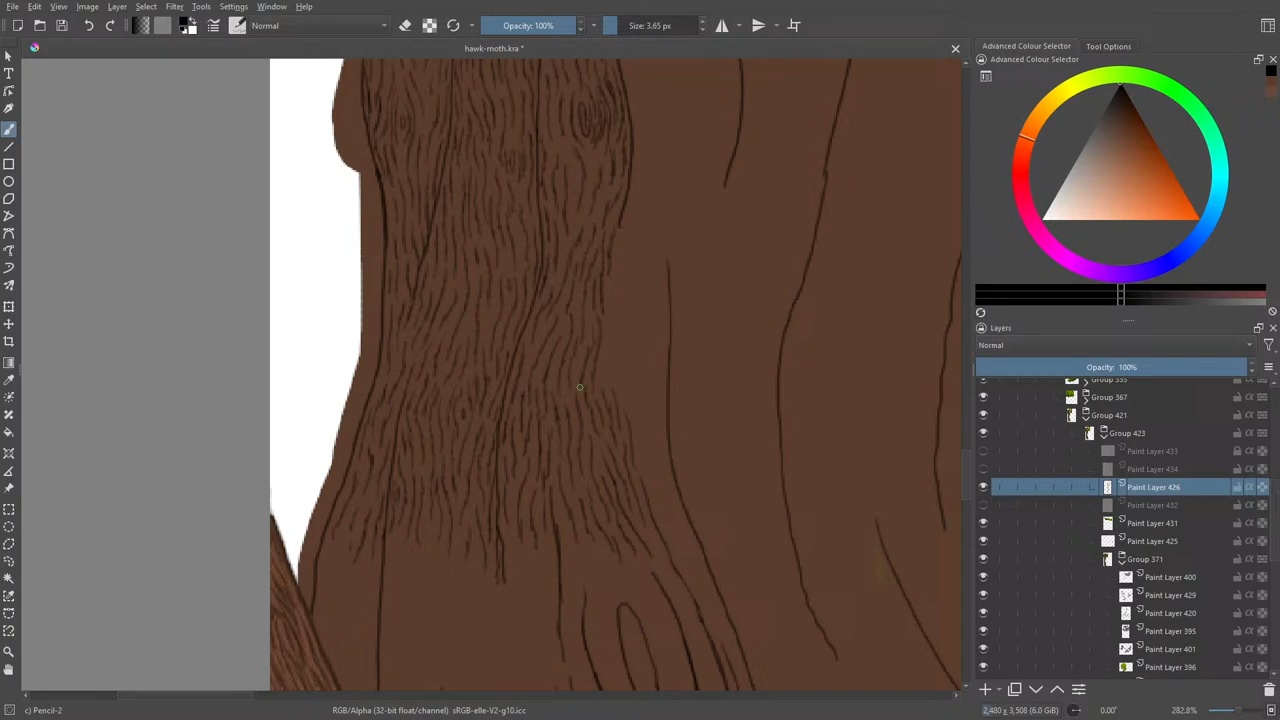 File Edit View Image Layer Select Filter Tools Settings Window Help
Normal
Opacity: 100%
Size: 3.65 px
hawk-moth.kra *
Advanced Colour Selector
Tool Options
Advanced Colour Selector
Layers
Normal
Opacity: 100%
Group 367
Group 421
Group 423
Paint Layer 433
Paint Layer 434
Paint Layer 426
Paint Layer 432
Paint Layer 431
Paint Layer 425
Group 371
Paint Layer 400
Paint Layer 429
Paint Layer 420
Paint Layer 395
Paint Layer 401
Paint Layer 396
c) Pencil-2
RGB/Alpha (32-bit float/channel) sRGB-elle-V2-g10.icc
2,480 x 3,508 (6.0 GiB)
0.00°
282.8%